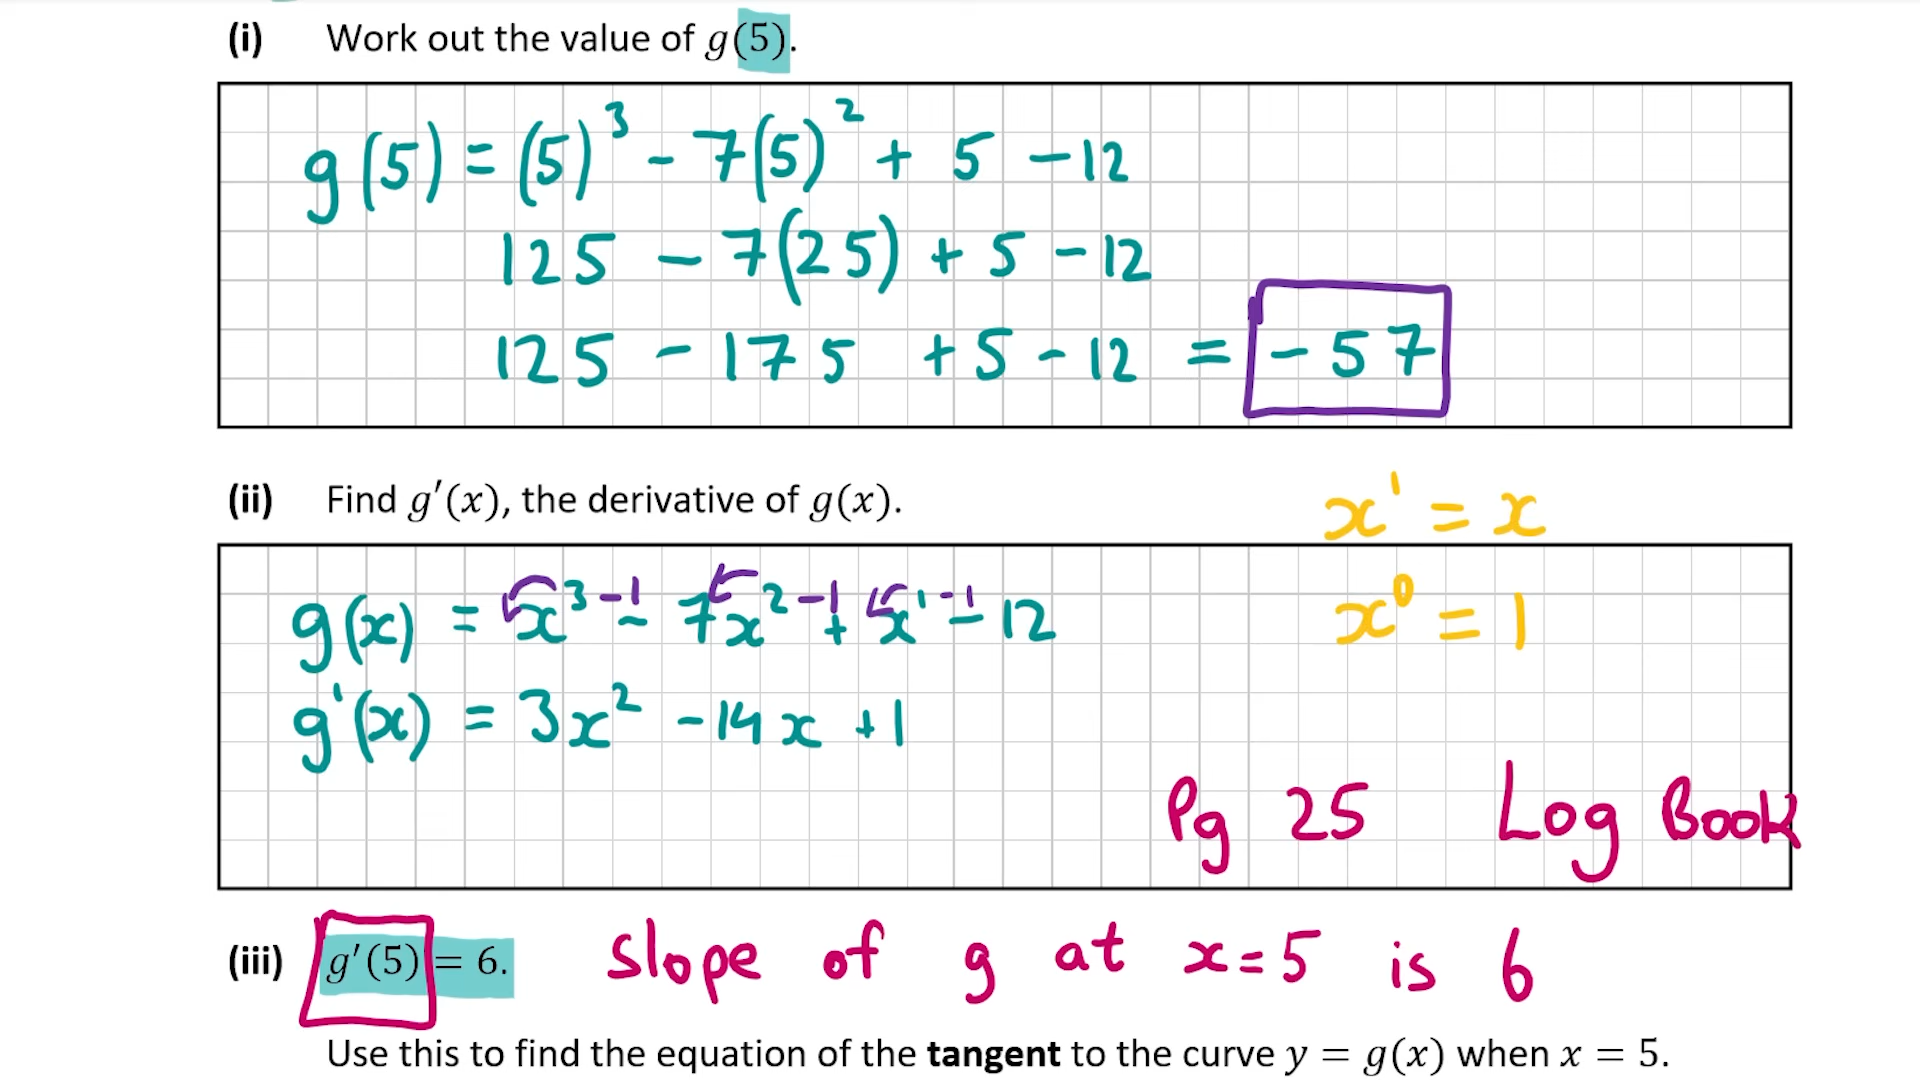 (i) Work out the value of g(5).
g(5) = (5)³ - 7(5)² + 5 - 12
125 - 7(25) + 5 - 12
125 - 175 + 5 - 12 = -57
(ii) Find g′(x), the derivative of g(x).
x¹ = x
g(x) = x³⁻¹ - 7x²⁻¹ + x¹⁻¹ - 12
x⁰ = 1
g'(x) = 3x² - 14x + 1
Pg 25 Log Book
(iii) g′(5) = 6. slope of g at x = 5 is 6
Use this to find the equation of the tangent to the curve y = g(x) when x = 5.